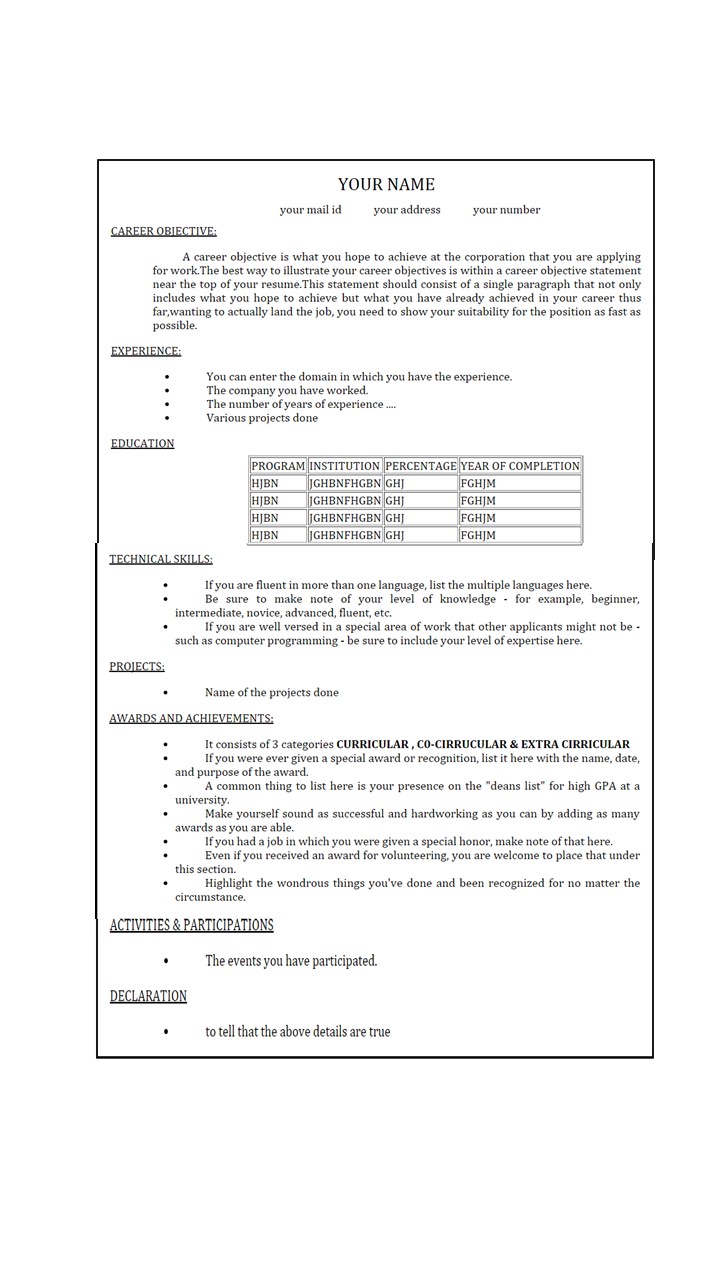 YOUR NAME
your mail id your address your number
CAREER OBJECTIVE:
A career objective is what you hope to achieve at the corporation that you are applying
for work.The best way to illustrate your career objectives is within a career objective statement
near the top of your resume.This statement should consist of a single paragraph that not only
includes what you hope to achieve but what you have already achieved in your career thus
far,wanting to actually land the job, you need to show your suitability for the position as fast as
possible.
EXPERIENCE:
• You can enter the domain in which you have the experience.
• The company you have worked.
• The number of years of experience ....
• Various projects done
EDUCATION
PROGRAM INSTITUTION PERCENTAGE YEAR OF COMPLETION
HJBN JGHBNFHGBN GHJ FGHJM
HJBN JGHBNFHGBN GHJ FGHJM
HJBN JGHBNFHGBN GHJ FGHJM
HJBN JGHBNFHGBN GHJ FGHJM
TECHNICAL SKILLS:
• If you are fluent in more than one language, list the multiple languages here.
• Be sure to make note of your level of knowledge - for example, beginner,
intermediate, novice, advanced, fluent, etc.
• If you are well versed in a special area of work that other applicants might not be -
such as computer programming - be sure to include your level of expertise here.
PROJECTS:
• Name of the projects done
AWARDS AND ACHIEVEMENTS:
• It consists of 3 categories CURRICULAR , C0-CIRRUCULAR & EXTRA CIRRICULAR
• If you were ever given a special award or recognition, list it here with the name, date,
and purpose of the award.
• A common thing to list here is your presence on the "deans list" for high GPA at a
university.
• Make yourself sound as successful and hardworking as you can by adding as many
awards as you are able.
• If you had a job in which you were given a special honor, make note of that here.
• Even if you received an award for volunteering, you are welcome to place that under
this section.
• Highlight the wondrous things you've done and been recognized for no matter the
circumstance.
ACTIVITIES & PARTICIPATIONS
• The events you have participated.
DECLARATION
• to tell that the above details are true